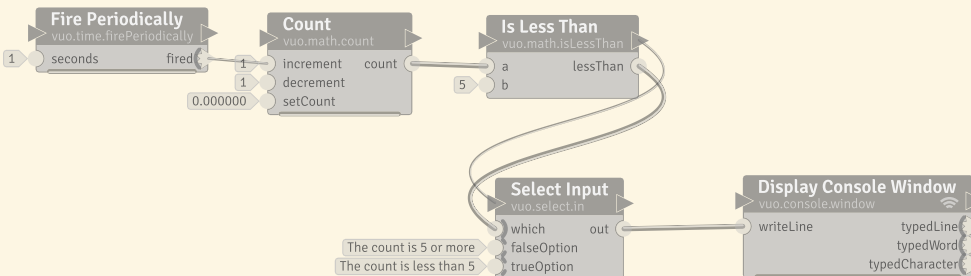 Fire Periodically
vuo.time.firePeriodically
1
seconds
fired
Count
vuo.math.count
1
increment
count
1
decrement
0.000000
setCount
Is Less Than
vuo.math.isLessThan
a
lessThan
5
b
Select Input
vuo.select.in
which
out
The count is 5 or more
falseOption
The count is less than 5
trueOption
Display Console Window
vuo.console.window
writeLine
typedLine
typedWord
typedCharacter